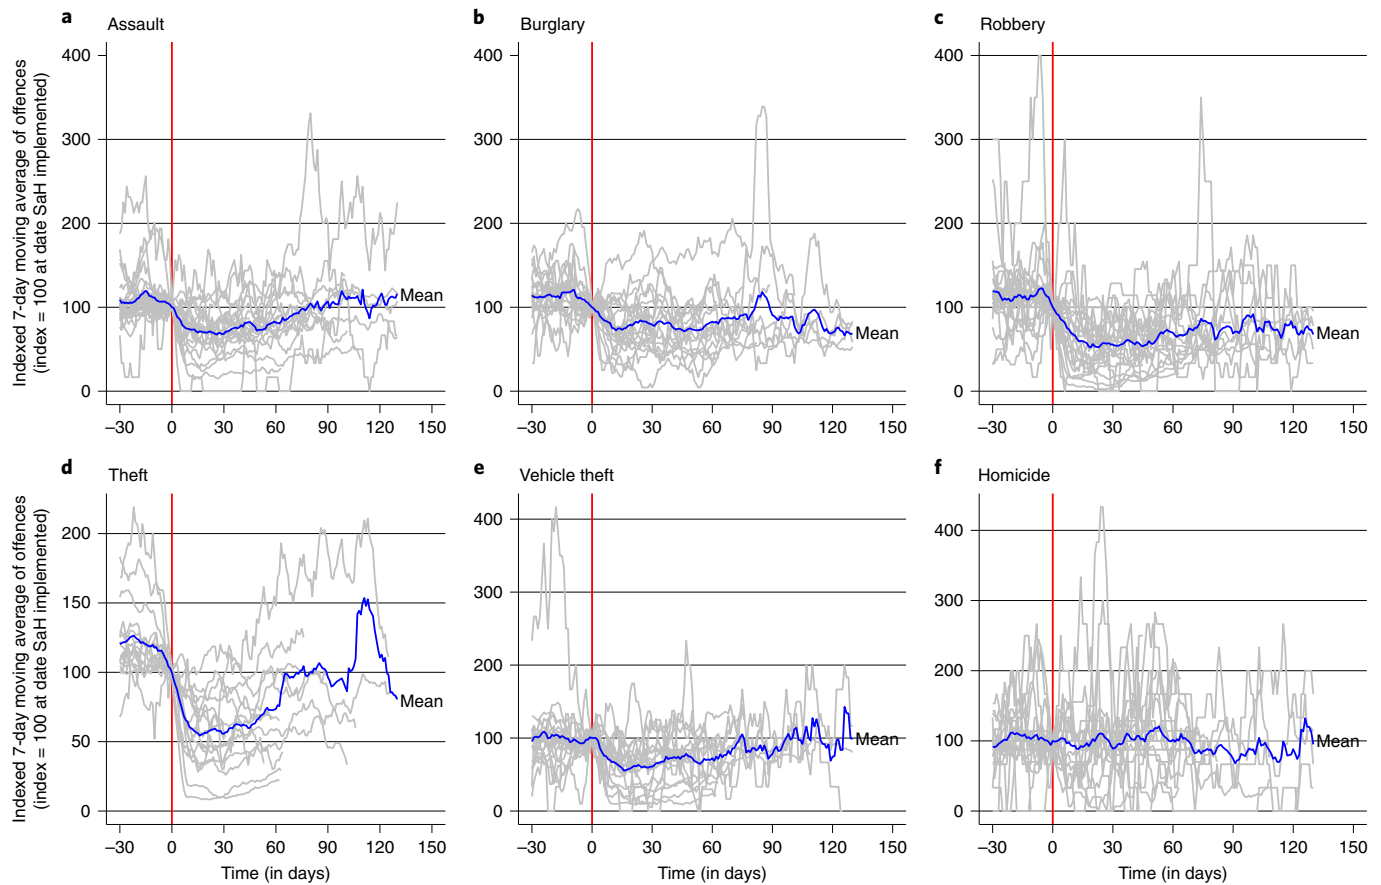 a Assault
b Burglary
c Robbery
Indexed 7-day moving average of offences
(index = 100 at date SaH implemented)
400
300
200
100
0
Mean
–30 0 30 60 90 120 150
400
300
200
100
0
Mean
–30 0 30 60 90 120 150
400
300
200
100
0
Mean
–30 0 30 60 90 120 150
d Theft
e Vehicle theft
f Homicide
Indexed 7-day moving average of offences
(index = 100 at date SaH implemented)
200
150
100
50
0
Mean
–30 0 30 60 90 120 150
Time (in days)
400
300
200
100
0
Mean
–30 0 30 60 90 120 150
Time (in days)
400
300
200
100
0
Mean
–30 0 30 60 90 120 150
Time (in days)